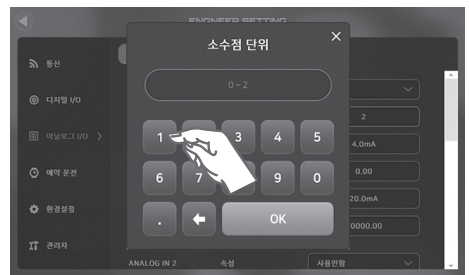 ENGNEER SETTING
소수점 단위
×
0~2
통신
디지털 I/O
아날로그 I/O >
예약 운전
환경설정
관리자
1 3 4 5
6 7 9 0
. OK
2
4.0mA
0.00
20.0mA
0000.00
ANALOG IN 2 속성 사용안함